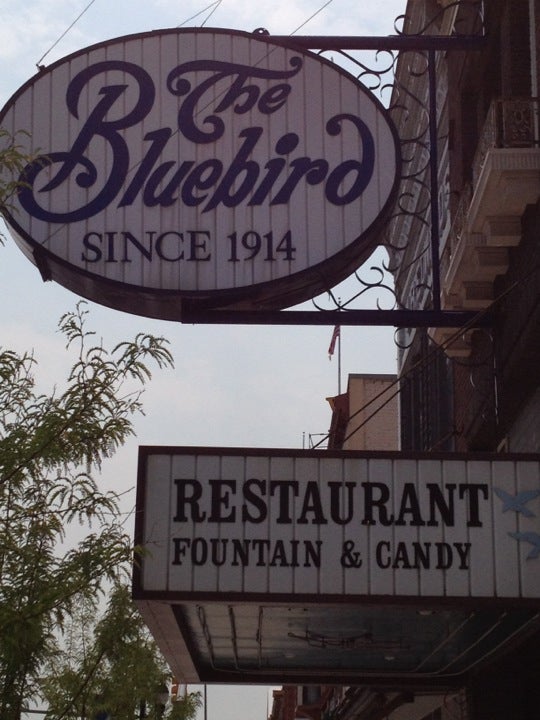 The
Bluebird
SINCE 1914
RESTAURANT
FOUNTAIN & CANDY